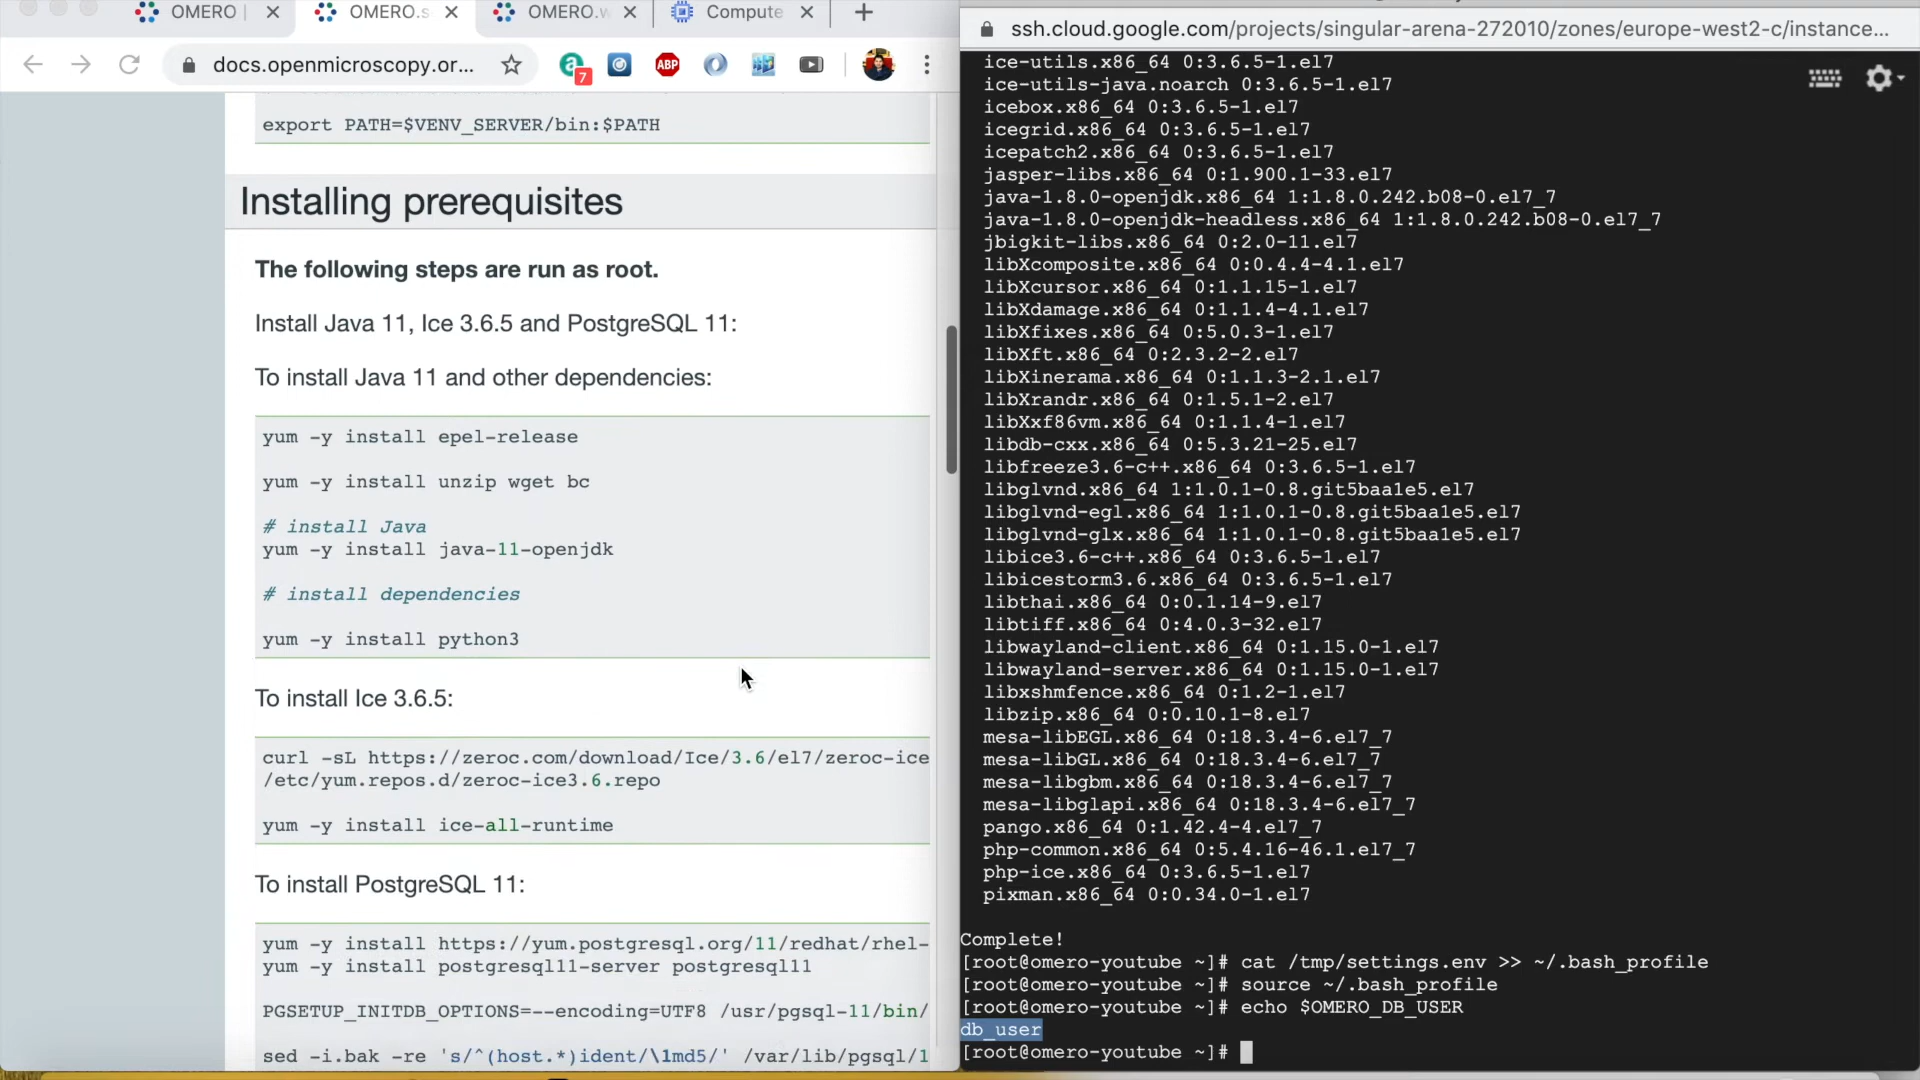 OMERO |
OMERO.s
OMERO.w
Compute
docs.openmicroscopy.or...
7
ABP
export PATH=$VENV_SERVER/bin:$PATH
Installing prerequisites
The following steps are run as root.
Install Java 11, Ice 3.6.5 and PostgreSQL 11:
To install Java 11 and other dependencies:
yum -y install epel-release
yum -y install unzip wget bc
# install Java
yum -y install java-11-openjdk
# install dependencies
yum -y install python3
To install Ice 3.6.5:
curl -sL https://zeroc.com/download/Ice/3.6/el7/zeroc-ice
/etc/yum.repos.d/zeroc-ice3.6.repo
yum -y install ice-all-runtime
To install PostgreSQL 11:
yum -y install https://yum.postgresql.org/11/redhat/rhel-
yum -y install postgresql11-server postgresql11
PGSETUP_INITDB_OPTIONS=--encoding=UTF8 /usr/pgsql-11/bin/
sed -i.bak -re 's/^(host.*)ident/\1md5/' /var/lib/pgsql/1
ssh.cloud.google.com/projects/singular-arena-272010/zones/europe-west2-c/instance...
ice-utils.x86_64 0:3.6.5-1.el7
ice-utils-java.noarch 0:3.6.5-1.el7
icebox.x86_64 0:3.6.5-1.el7
icegrid.x86_64 0:3.6.5-1.el7
icepatch2.x86_64 0:3.6.5-1.el7
jasper-libs.x86_64 0:1.900.1-33.el7
java-1.8.0-openjdk.x86_64 1:1.8.0.242.b08-0.el7_7
java-1.8.0-openjdk-headless.x86_64 1:1.8.0.242.b08-0.el7_7
jbigkit-libs.x86_64 0:2.0-11.el7
libXcomposite.x86_64 0:0.4.4-4.1.el7
libXcursor.x86_64 0:1.1.15-1.el7
libXdamage.x86_64 0:1.1.4-4.1.el7
libXfixes.x86_64 0:5.0.3-1.el7
libXft.x86_64 0:2.3.2-2.el7
libXinerama.x86_64 0:1.1.3-2.1.el7
libXrandr.x86_64 0:1.5.1-2.el7
libXxf86vm.x86_64 0:1.1.4-1.el7
libdb-cxx.x86_64 0:5.3.21-25.el7
libfreeze3.6-c++.x86_64 0:3.6.5-1.el7
libglvnd.x86_64 1:1.0.1-0.8.git5baa1e5.el7
libglvnd-egl.x86_64 1:1.0.1-0.8.git5baa1e5.el7
libglvnd-glx.x86_64 1:1.0.1-0.8.git5baa1e5.el7
libice3.6-c++.x86_64 0:3.6.5-1.el7
libicestorm3.6.x86_64 0:3.6.5-1.el7
libthai.x86_64 0:0.1.14-9.el7
libtiff.x86_64 0:4.0.3-32.el7
libwayland-client.x86_64 0:1.15.0-1.el7
libwayland-server.x86_64 0:1.15.0-1.el7
libxshmfence.x86_64 0:1.2-1.el7
libzip.x86_64 0:0.10.1-8.el7
mesa-libEGL.x86_64 0:18.3.4-6.el7_7
mesa-libGL.x86_64 0:18.3.4-6.el7_7
mesa-libgbm.x86_64 0:18.3.4-6.el7_7
mesa-libglapi.x86_64 0:18.3.4-6.el7_7
pango.x86_64 0:1.42.4-4.el7_7
php-common.x86_64 0:5.4.16-46.1.el7_7
php-ice.x86_64 0:3.6.5-1.el7
pixman.x86_64 0:0.34.0-1.el7
Complete!
[root@omero-youtube ~]# cat /tmp/settings.env >> ~/.bash_profile
[root@omero-youtube ~]# source ~/.bash_profile
[root@omero-youtube ~]# echo $OMERO_DB_USER
db_user
[root@omero-youtube ~]#